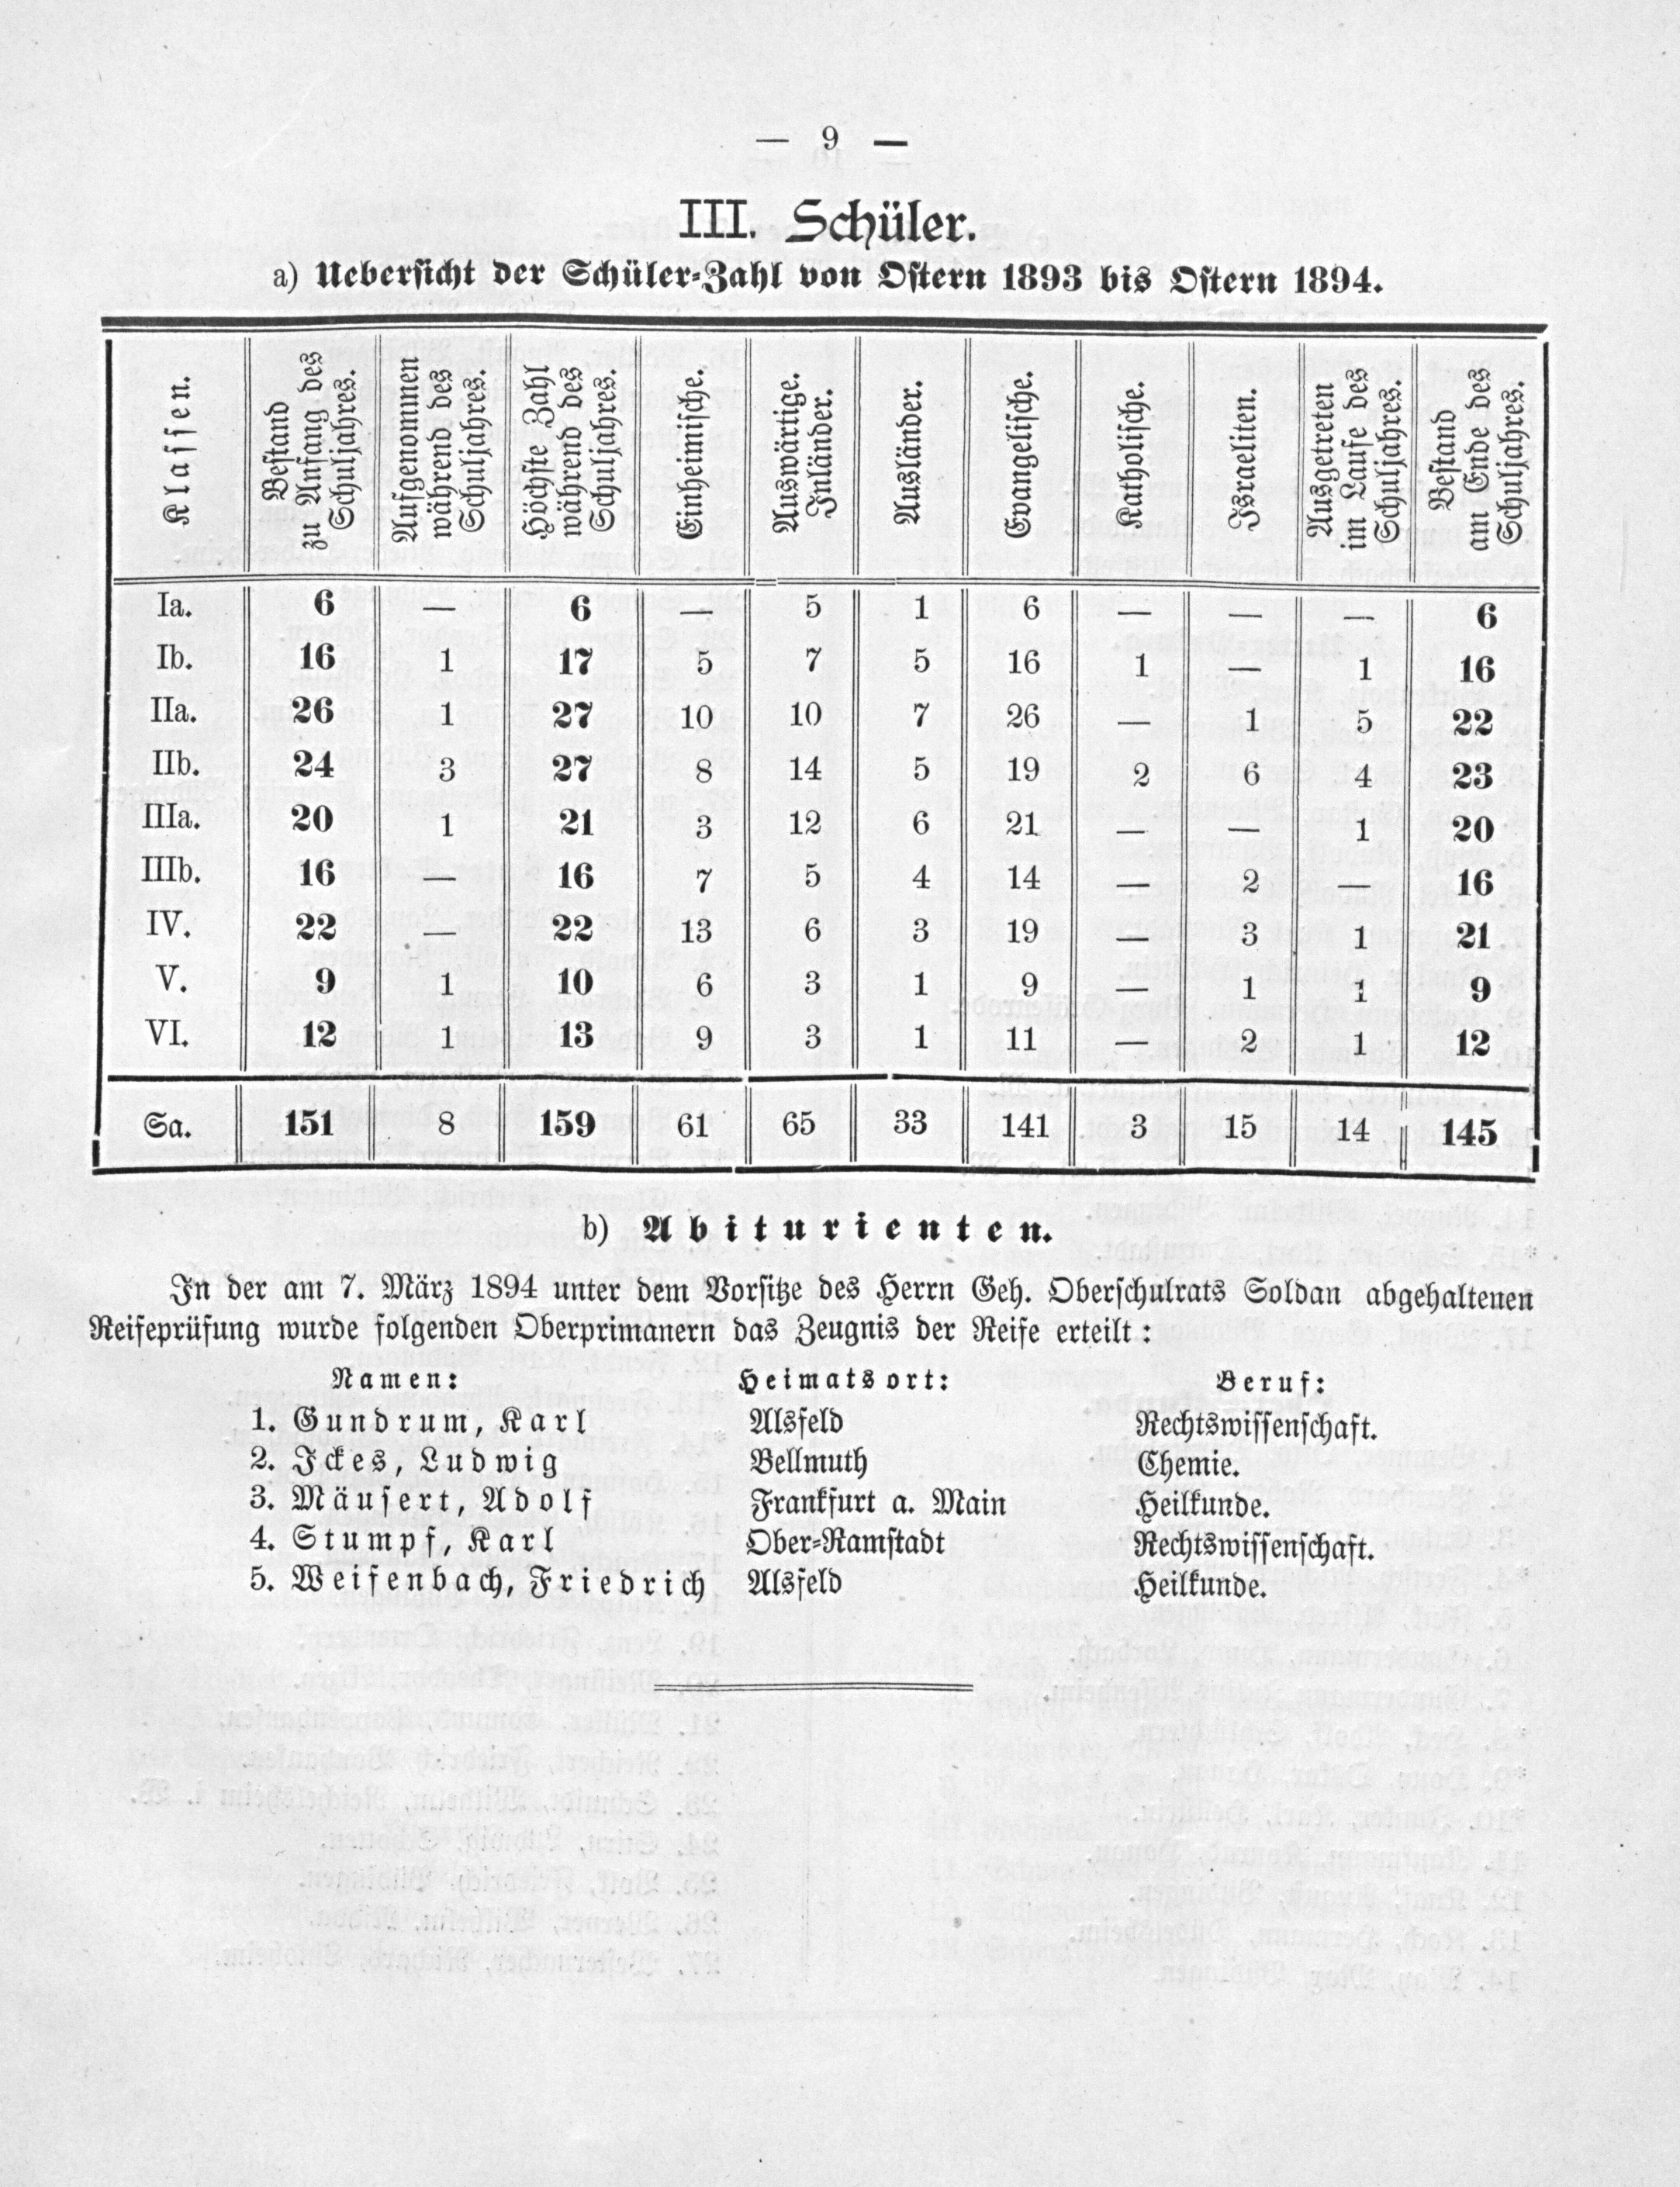 — 9 —
III. Schüler.
a) Uebersicht der Schüler-Zahl von Ostern 1893 bis Ostern 1894.
Klassen. | Bestand zu Anfang des Schuljahres. | Aufgenommen während des Schuljahres. | Höchste Zahl während des Schuljahres. | Einheimische. | Auswärtige. Inländer. | Ausländer. | Evangelische. | Katholische. | Israeliten. | Ausgetreten im Laufe des Schuljahres. | Bestand am Ende des Schuljahres.
Ia. 6 — 6 — 5 1 6 — — — 6
Ib. 16 1 17 5 7 5 16 1 — 1 16
IIa. 26 1 27 10 10 7 26 — 1 5 22
IIb. 24 3 27 8 14 5 19 2 6 4 23
IIIa. 20 1 21 3 12 6 21 — — 1 20
IIIb. 16 — 16 7 5 4 14 — 2 — 16
IV. 22 — 22 13 6 3 19 — 3 1 21
V. 9 1 10 6 3 1 9 — 1 1 9
VI. 12 1 13 9 3 1 11 — 2 1 12
Sa. 151 8 159 61 65 33 141 3 15 14 145
b) Abiturienten.
In der am 7. März 1894 unter dem Vorsitze des Herrn Geh. Oberschulrats Soldan abgehaltenen
Reifeprüfung wurde folgenden Oberprimanern das Zeugnis der Reife erteilt:
Namen: Heimatsort: Beruf:
1. Gundrum, Karl Alsfeld Rechtswissenschaft.
2. Ickes, Ludwig Bellmuth Chemie.
3. Mäusert, Adolf Frankfurt a. Main Heilkunde.
4. Stumpf, Karl Ober-Ramstadt Rechtswissenschaft.
5. Weifenbach, Friedrich Alsfeld Heilkunde.